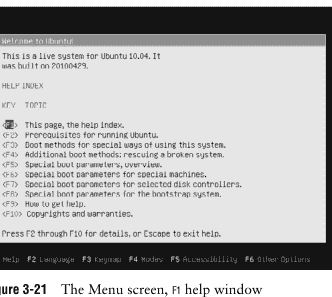 Welcome to Ubuntu!
This is a live system for Ubuntu 10.04. It
was built on 20100429.
HELP INDEX
KEY TOPIC
<F1> This page, the help index.
<F2> Prerequisites for running Ubuntu.
<F3> Boot methods for special ways of using this system.
<F4> Additional boot methods; rescuing a broken system.
<F5> Special boot parameters, overview.
<F6> Special boot parameters for special machines.
<F7> Special boot parameters for selected disk controllers.
<F8> Special boot parameters for the bootstrap system.
<F9> How to get help.
<F10> Copyrights and warranties.
Press F2 through F10 for details, or Escape to exit help.
Help F2 Language F3 Keymap F4 Modes F5 Accessibility F6 Other Options
gure 3-21 The Menu screen, F1 help window